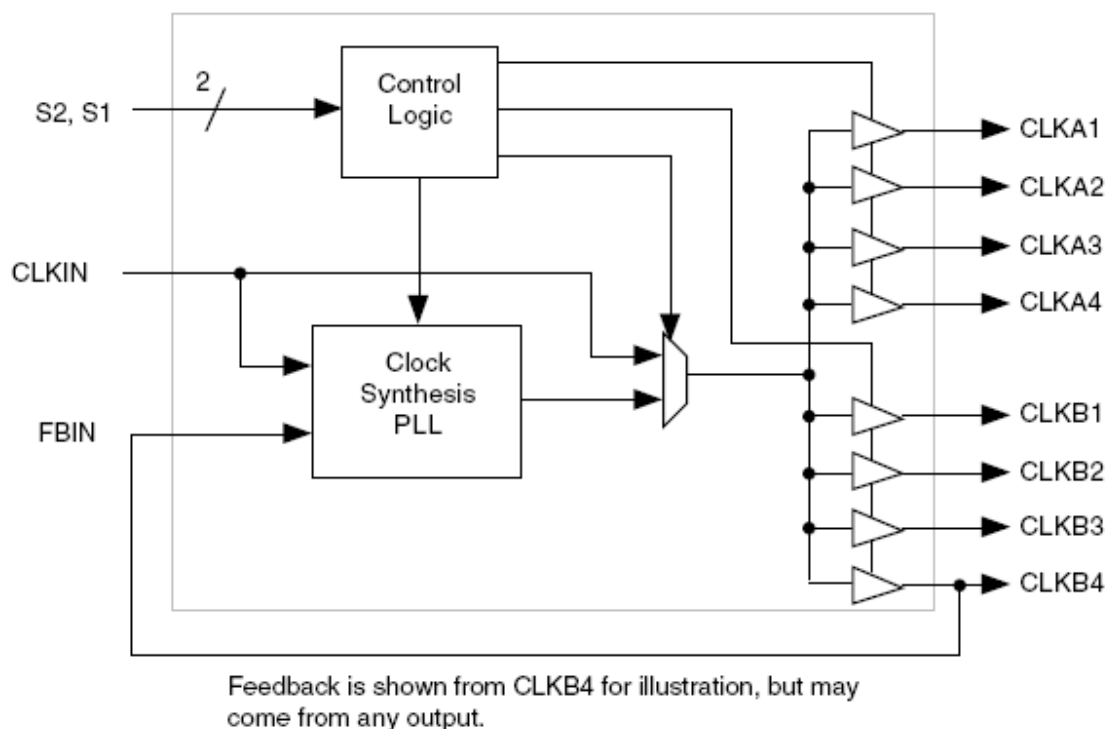 2
S2, S1
Control
Logic
CLKA1
CLKA2
CLKA3
CLKIN
CLKA4
Clock
Synthesis
PLL
FBIN
CLKB1
CLKB2
CLKB3
CLKB4
Feedback is shown from CLKB4 for illustration, but may
come from any output.